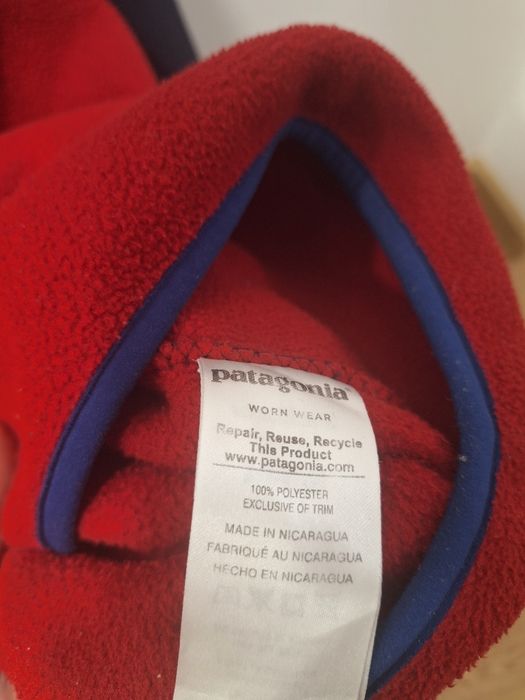 patagonia®
WORN WEAR
Repair, Reuse, Recycle
This Product
www.patagonia.com
100% POLYESTER
EXCLUSIVE OF TRIM
MADE IN NICARAGUA
FABRIQUÉ AU NICARAGUA
HECHO EN NICARAGUA